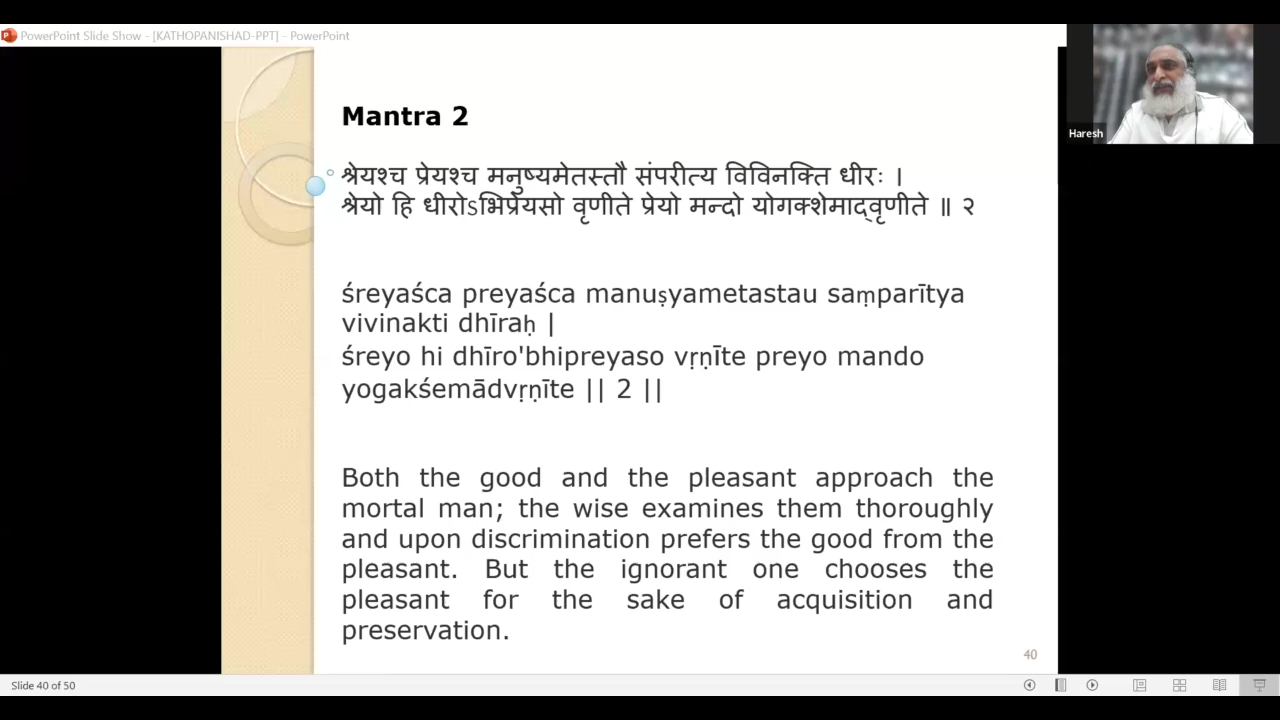 PowerPoint Slide Show - [KATHOPANISHAD-PPT] - PowerPoint
Haresh
Mantra 2
श्रेयश्च प्रेयश्च मनुष्यमेतस्तौ संपरीत्य विविनक्ति धीरः ।
श्रेयो हि धीरोऽभिप्रेयसो वृणीते प्रेयो मन्दो योगक्शेमाद्वृणीते ॥ २
śreyaśca preyaśca manuṣyametastau saṃparītya
vivinakti dhīraḥ |
śreyo hi dhīro'bhipreyaso vṛṇīte preyo mando
yogakśemādvṛṇīte || 2 ||
Both the good and the pleasant approach the
mortal man; the wise examines them thoroughly
and upon discrimination prefers the good from the
pleasant. But the ignorant one chooses the
pleasant for the sake of acquisition and
preservation.
40
Slide 40 of 50